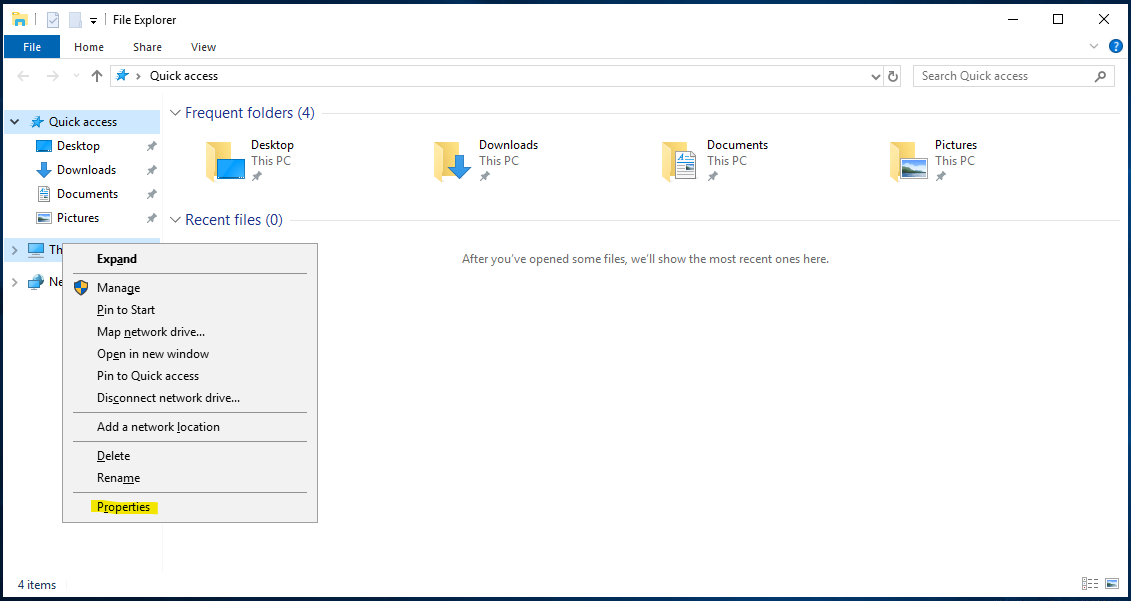 File Explorer
File Home Share View
Quick access
Search Quick access
Quick access
Desktop
Downloads
Documents
Pictures
Th
Ne
Frequent folders (4)
Desktop
This PC
Downloads
This PC
Documents
This PC
Pictures
This PC
Recent files (0)
After you've opened some files, we'll show the most recent ones here.
Expand
Manage
Pin to Start
Map network drive...
Open in new window
Pin to Quick access
Disconnect network drive...
Add a network location
Delete
Rename
Properties
4 items